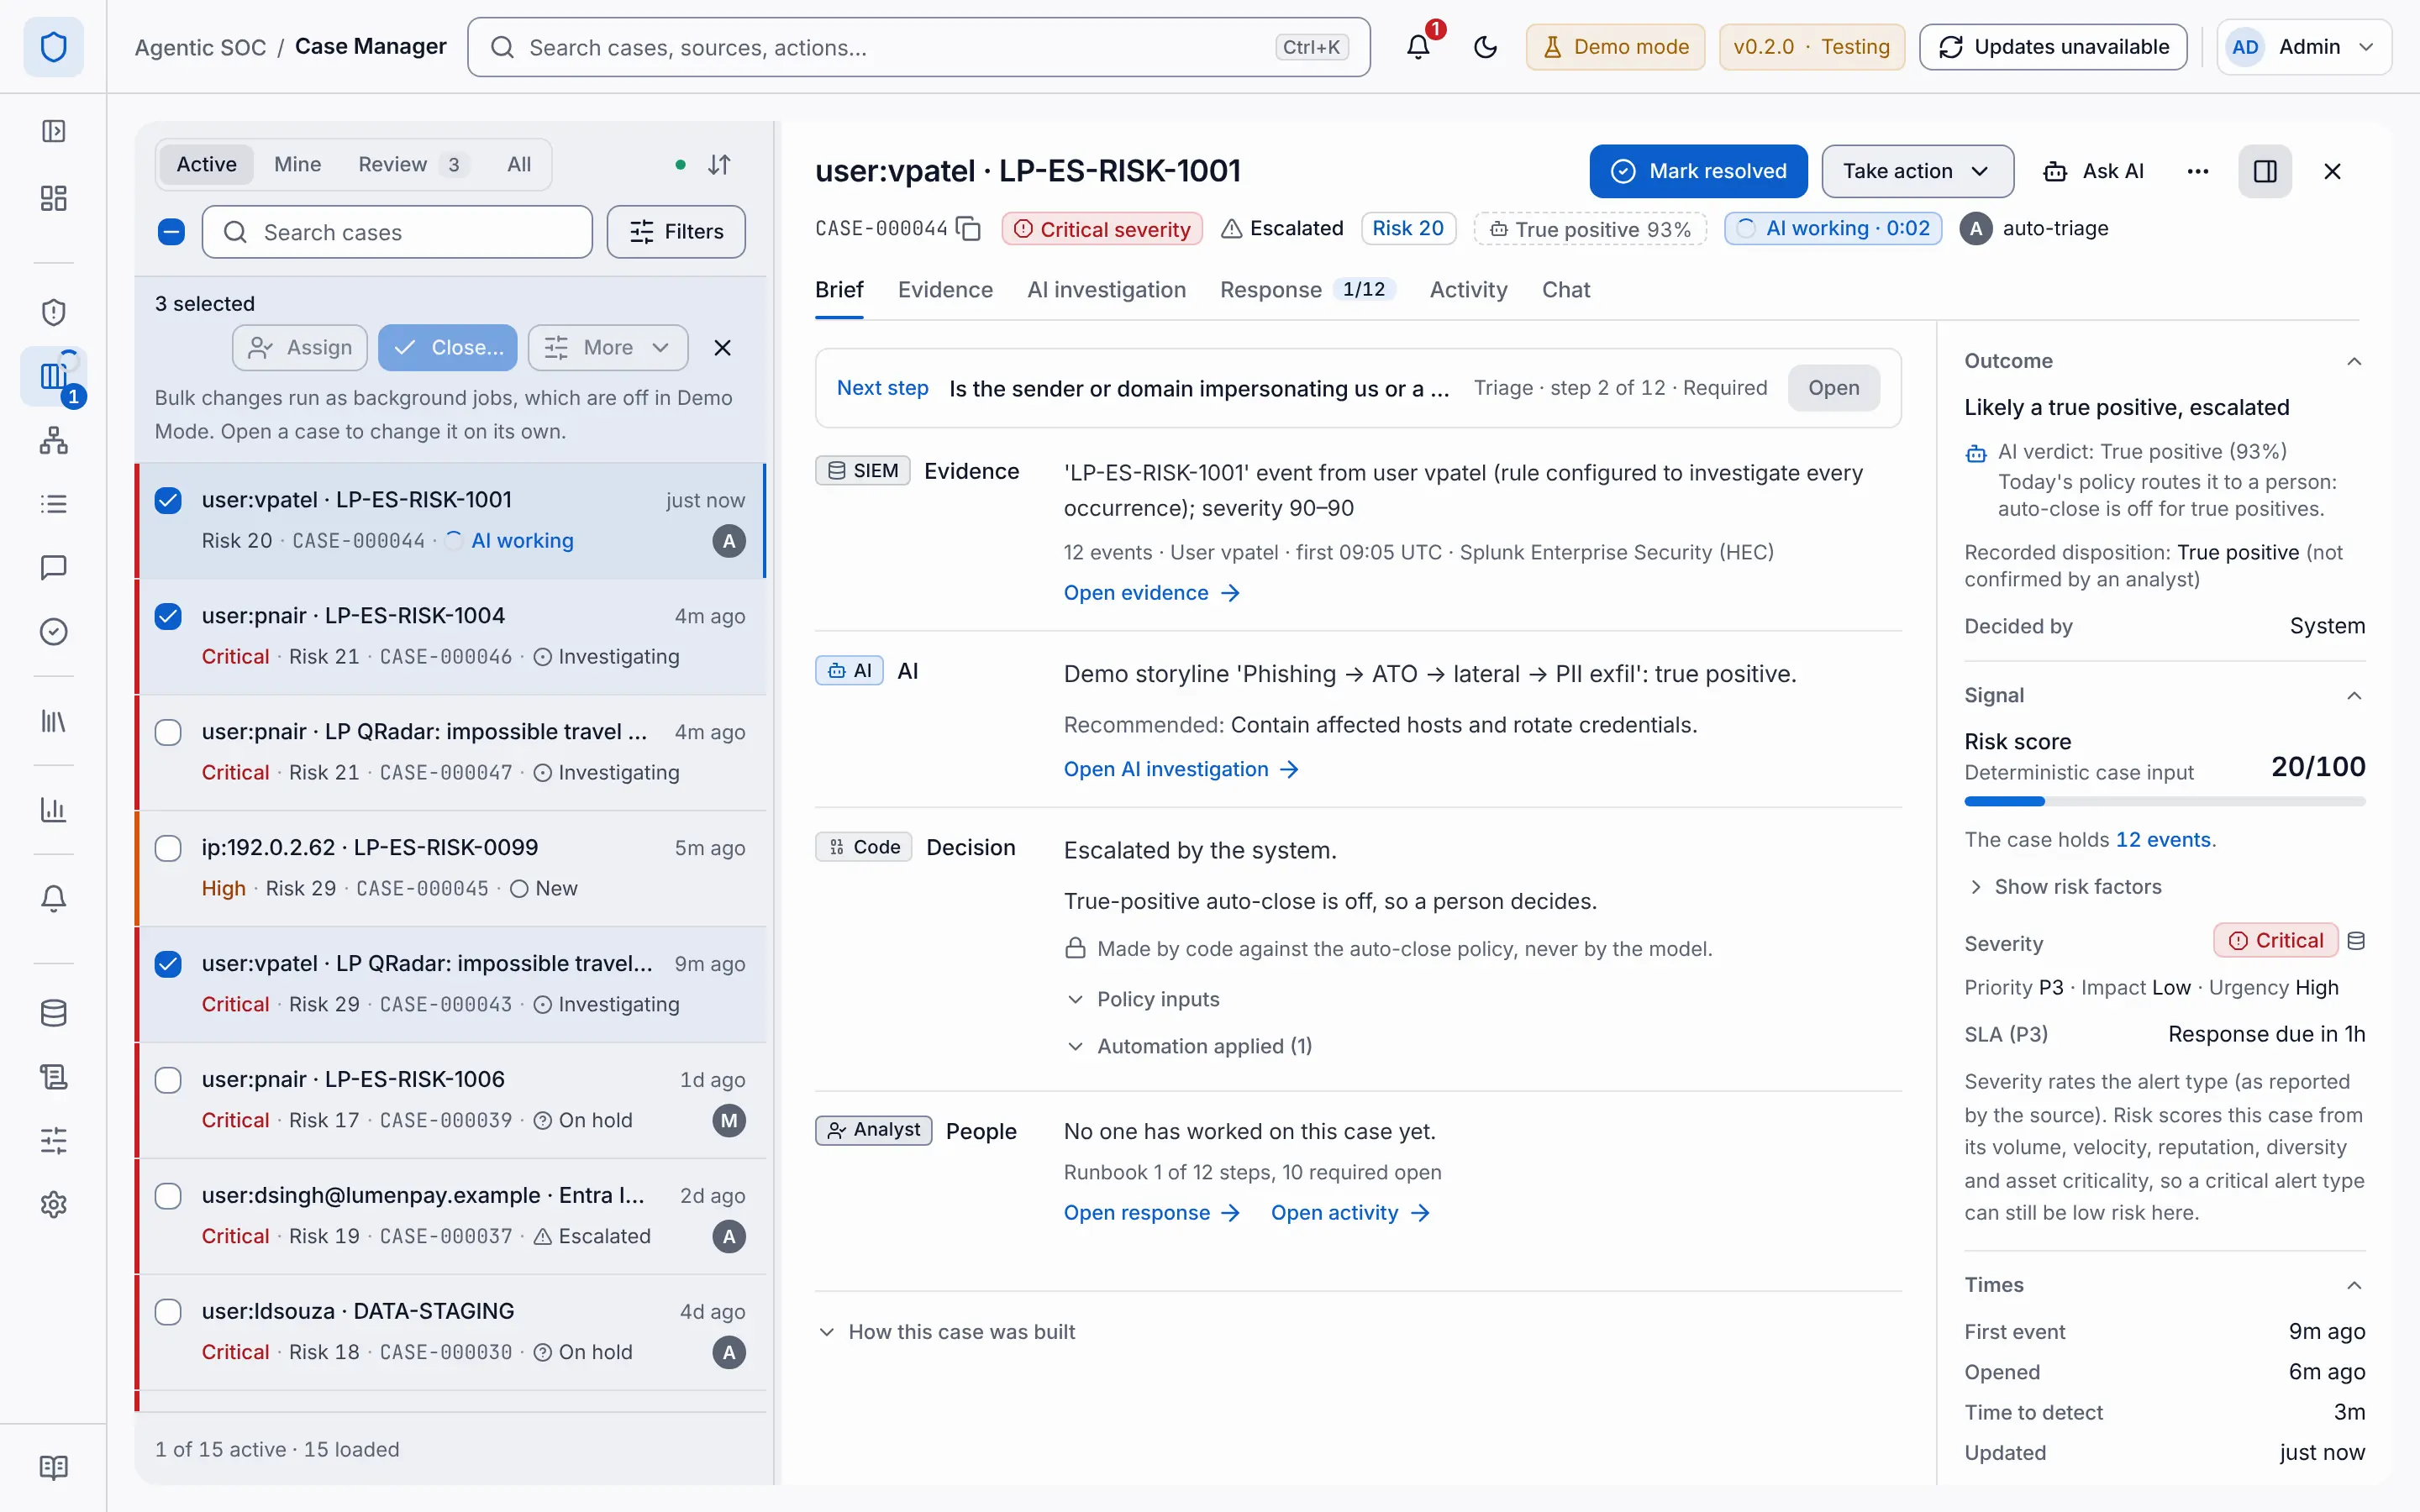 Agentic SOC / Case Manager
Search cases, sources, actions...
Ctrl+K
1
Demo mode
v0.2.0 · Testing
Updates unavailable
AD Admin
1
Active Mine Review 3 All
Search cases
Filters
3 selected
Assign Close... More
Bulk changes run as background jobs, which are off in Demo
Mode. Open a case to change it on its own.
user:vpatel · LP-ES-RISK-1001 just now
Risk 20 · CASE-000044 · AI working A
user:pnair · LP-ES-RISK-1004 4m ago
Critical · Risk 21 · CASE-000046 · Investigating
user:pnair · LP QRadar: impossible travel ... 4m ago
Critical · Risk 21 · CASE-000047 · Investigating
ip:192.0.2.62 · LP-ES-RISK-0099 5m ago
High · Risk 29 · CASE-000045 · New
user:vpatel · LP QRadar: impossible travel... 9m ago
Critical · Risk 29 · CASE-000043 · Investigating
user:pnair · LP-ES-RISK-1006 1d ago
Critical · Risk 17 · CASE-000039 · On hold M
user:dsingh@lumenpay.example · Entra I... 2d ago
Critical · Risk 19 · CASE-000037 · Escalated A
user:ldsouza · DATA-STAGING 4d ago
Critical · Risk 18 · CASE-000030 · On hold A
1 of 15 active · 15 loaded
user:vpatel · LP-ES-RISK-1001
Mark resolved Take action Ask AI
CASE-000044 Critical severity Escalated Risk 20 True positive 93% AI working · 0:02 A auto-triage
Brief Evidence AI investigation Response 1/12 Activity Chat
Next step Is the sender or domain impersonating us or a ... Triage · step 2 of 12 · Required Open
SIEM Evidence
'LP-ES-RISK-1001' event from user vpatel (rule configured to investigate every
occurrence); severity 90–90
12 events · User vpatel · first 09:05 UTC · Splunk Enterprise Security (HEC)
Open evidence →
AI AI
Demo storyline 'Phishing → ATO → lateral → PII exfil': true positive.
Recommended: Contain affected hosts and rotate credentials.
Open AI investigation →
Code Decision
Escalated by the system.
True-positive auto-close is off, so a person decides.
Made by code against the auto-close policy, never by the model.
Policy inputs
Automation applied (1)
Analyst People
No one has worked on this case yet.
Runbook 1 of 12 steps, 10 required open
Open response → Open activity →
How this case was built
Outcome
Likely a true positive, escalated
AI verdict: True positive (93%)
Today's policy routes it to a person:
auto-close is off for true positives.
Recorded disposition: True positive (not
confirmed by an analyst)
Decided by System
Signal
Risk score
Deterministic case input 20/100
The case holds 12 events.
Show risk factors
Severity Critical
Priority P3 · Impact Low · Urgency High
SLA (P3) Response due in 1h
Severity rates the alert type (as reported
by the source). Risk scores this case from
its volume, velocity, reputation, diversity
and asset criticality, so a critical alert type
can still be low risk here.
Times
First event 9m ago
Opened 6m ago
Time to detect 3m
Updated just now